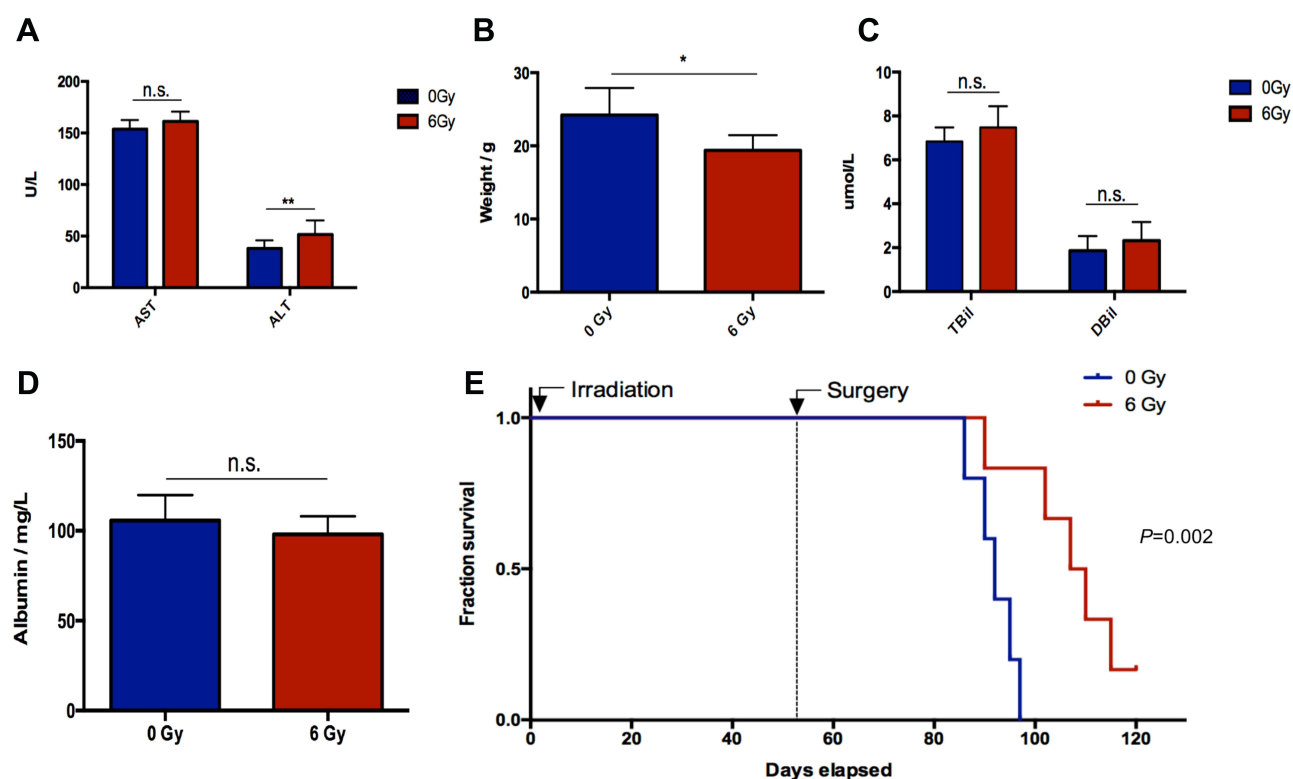 A
200
150
100
50
0
U/L
n.s.
**
AST
ALT
0Gy
6Gy
B
30
20
10
0
Weight / g
*
0 Gy
6 Gy
C
10
8
6
4
2
0
umol/L
n.s.
n.s.
TBil
DBil
0Gy
6Gy
D
150
100
50
0
Albumin / mg/L
n.s.
0 Gy
6 Gy
E
Irradiation
Surgery
0 Gy
6 Gy
1.0
0.5
0.0
Fraction survival
P=0.002
0 20 40 60 80 100 120
Days elapsed